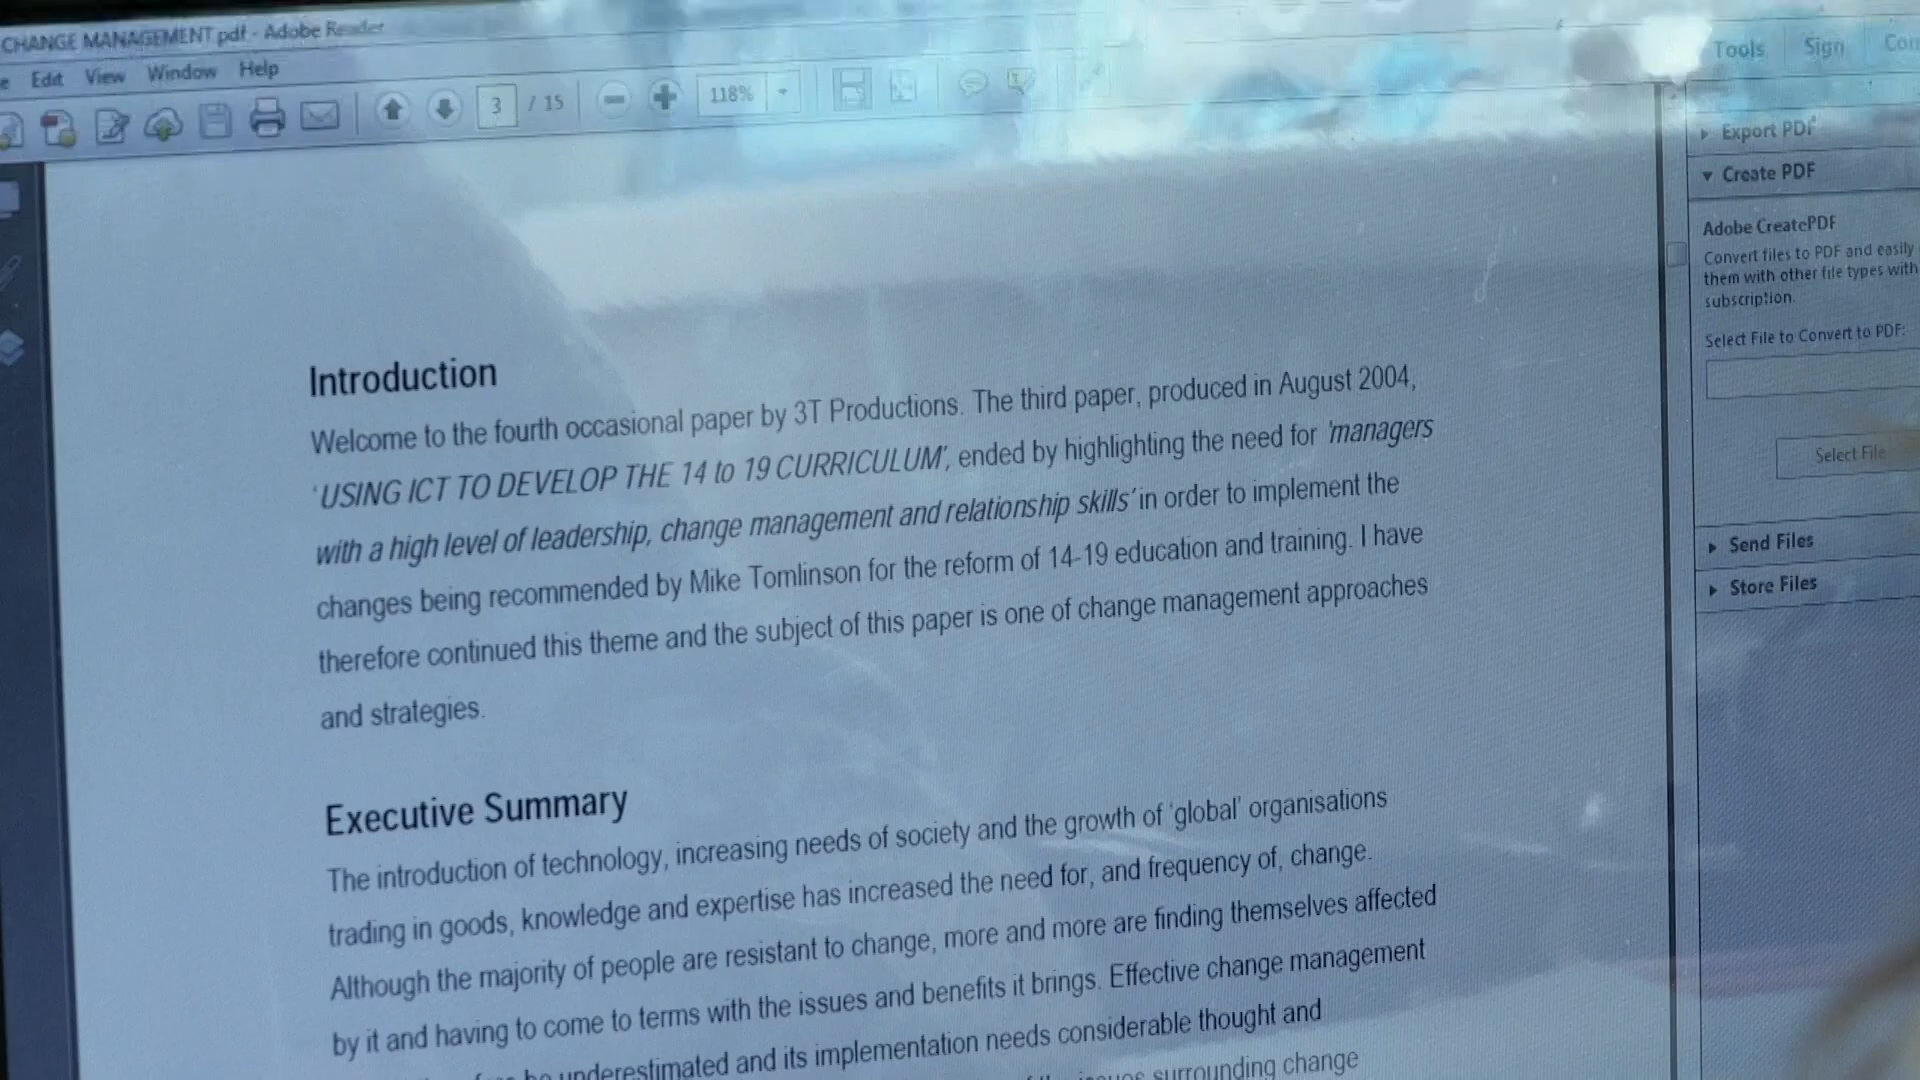 CHANGE MANAGEMENT.pdf - Adobe Reader
Edit View Window Help
Tools Sign
3 / 15
118%
Export PDF
Create PDF
Adobe CreatePDF
Convert files to PDF and easily
them with other file types with
subscription.
Select File to Convert to PDF:
Select File
Send Files
Store Files
Introduction
Welcome to the fourth occasional paper by 3T Productions. The third paper, produced in August 2004,
'USING ICT TO DEVELOP THE 14 to 19 CURRICULUM', ended by highlighting the need for 'managers
with a high level of leadership, change management and relationship skills' in order to implement the
changes being recommended by Mike Tomlinson for the reform of 14-19 education and training. I have
therefore continued this theme and the subject of this paper is one of change management approaches
and strategies.
Executive Summary
The introduction of technology, increasing needs of society and the growth of 'global' organisations
trading in goods, knowledge and expertise has increased the need for, and frequency of, change.
Although the majority of people are resistant to change, more and more are finding themselves affected
by it and having to come to terms with the issues and benefits it brings. Effective change management
be underestimated and its implementation needs considerable thought and
issues surrounding change